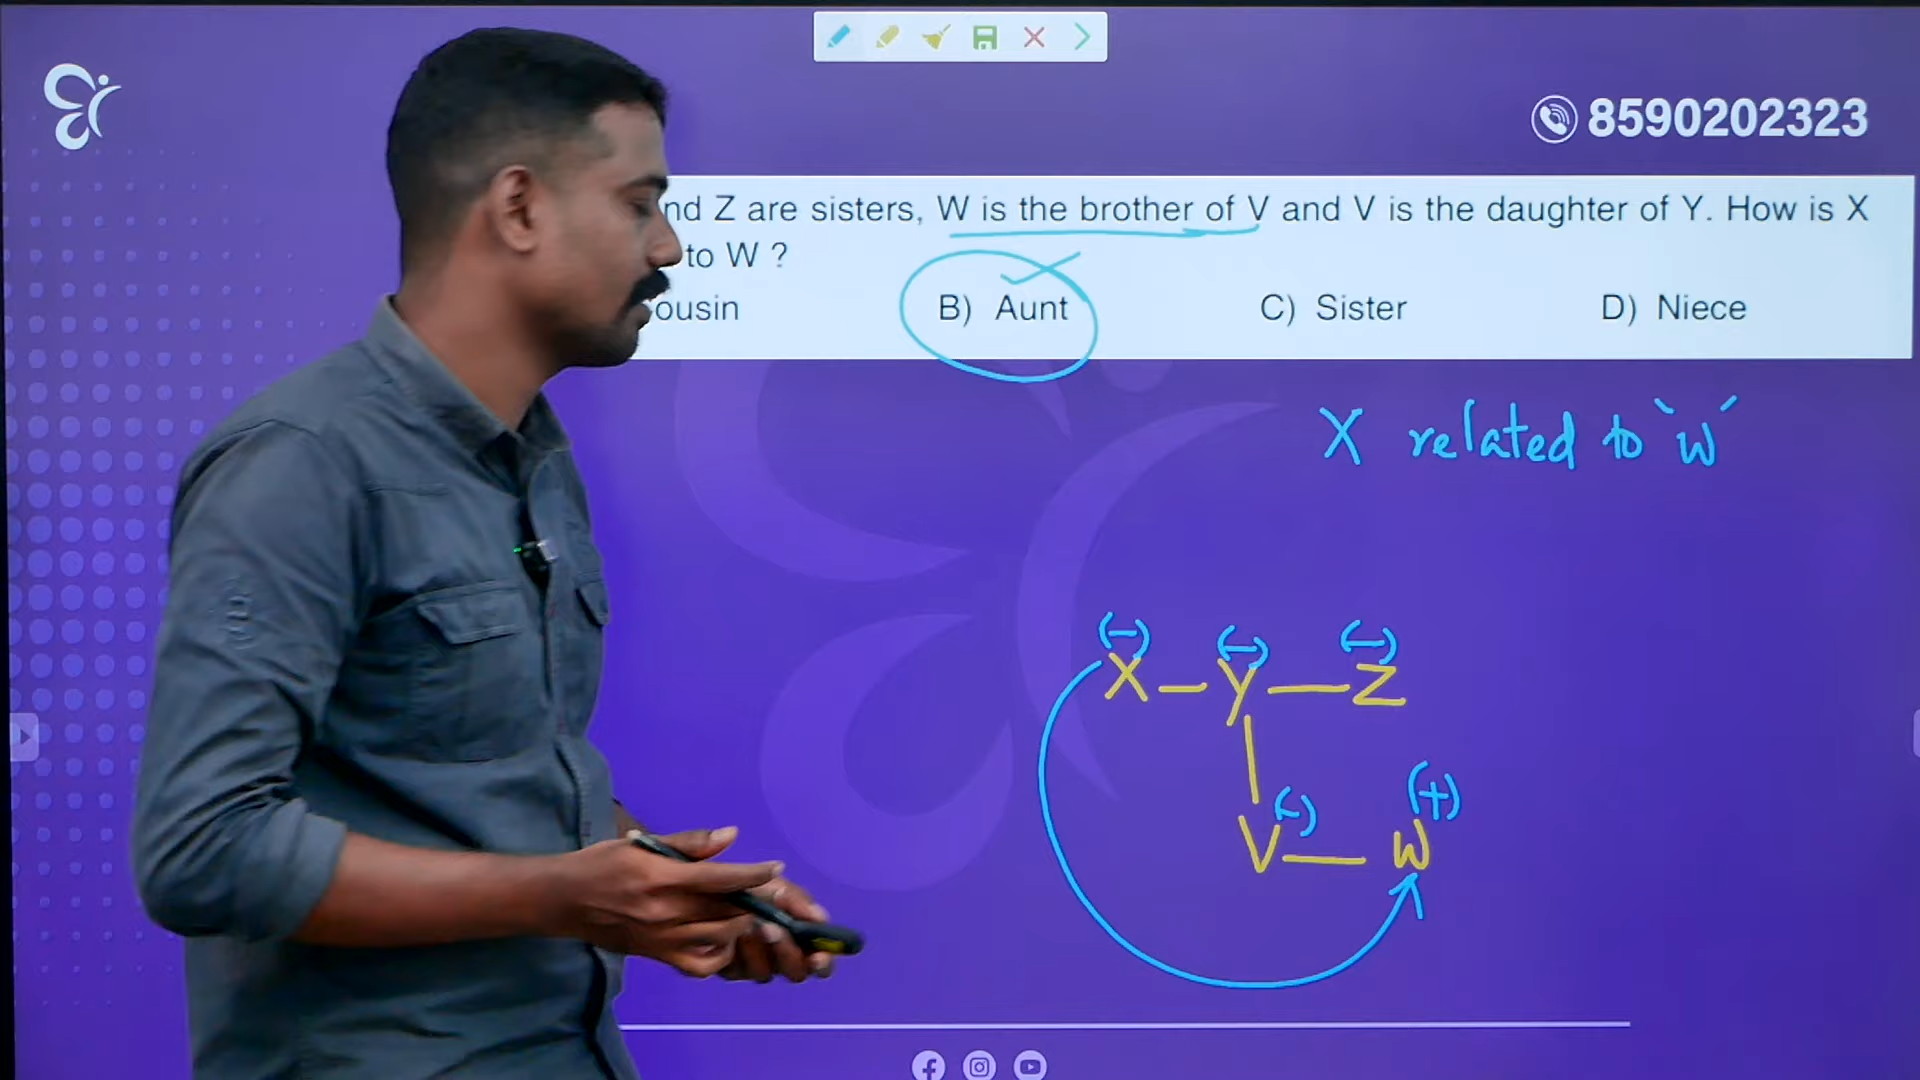 8590202323
nd Z are sisters, W is the brother of V and V is the daughter of Y. How is X
to W ?
ousin B) Aunt C) Sister D) Niece
X related to 'W'
(-) (-) (-)
X — Y — Z
(-) (+)
V — W